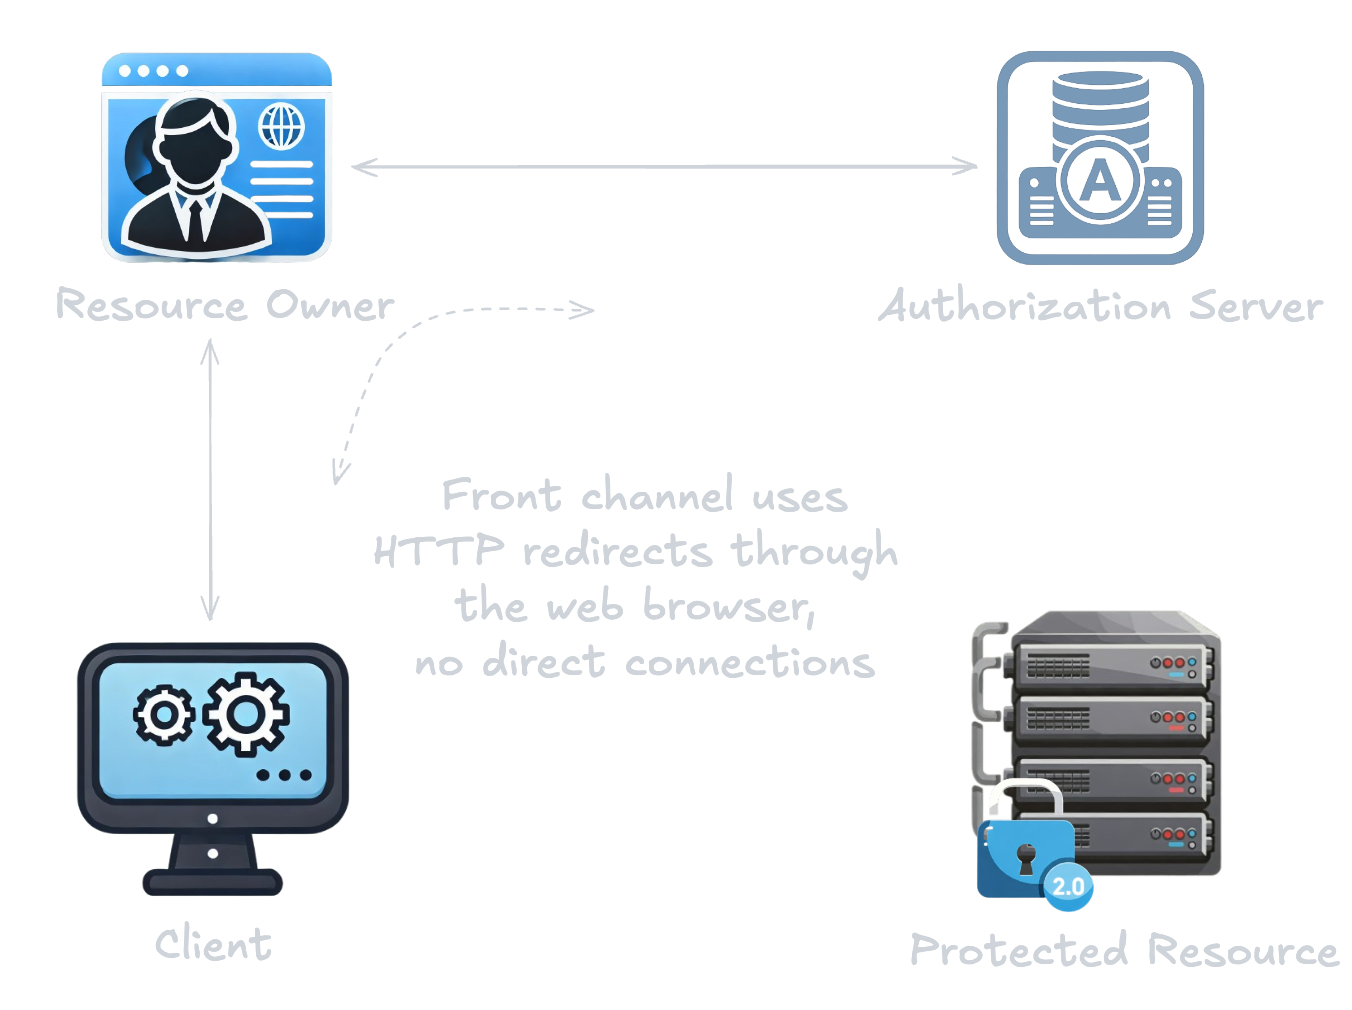 A
Resource Owner
Authorization Server
Front channel uses
HTTP redirects through
the web browser,
no direct connections
2.0
Client
Protected Resource